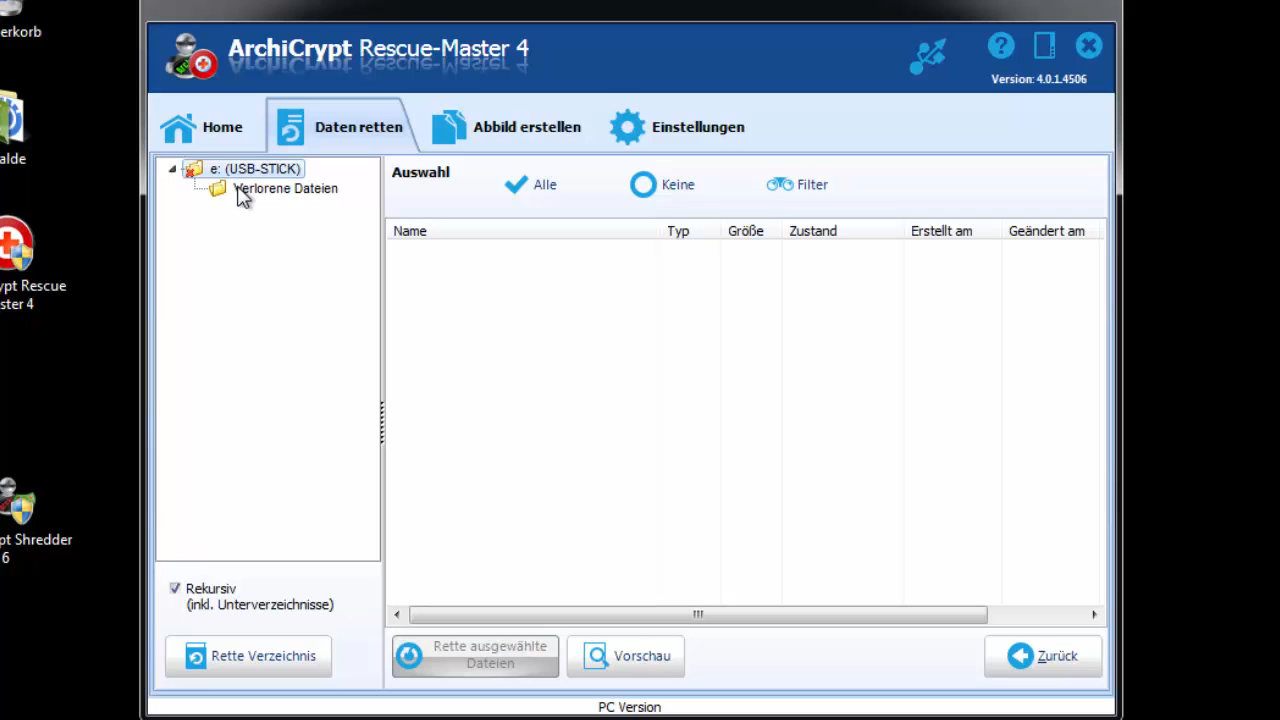 erkorb
alde
ypt Rescue
ster 4
pt Shredder
6
ArchiCrypt Rescue-Master 4
Version: 4.0.1.4506
Home
Daten retten
Abbild erstellen
Einstellungen
e: (USB-STICK)
Verlorene Dateien
Auswahl
Alle
Keine
Filter
Name
Typ
Größe
Zustand
Erstellt am
Geändert am
Rekursiv
(inkl. Unterverzeichnisse)
Rette Verzeichnis
Rette ausgewählte
Dateien
Vorschau
Zurück
PC Version